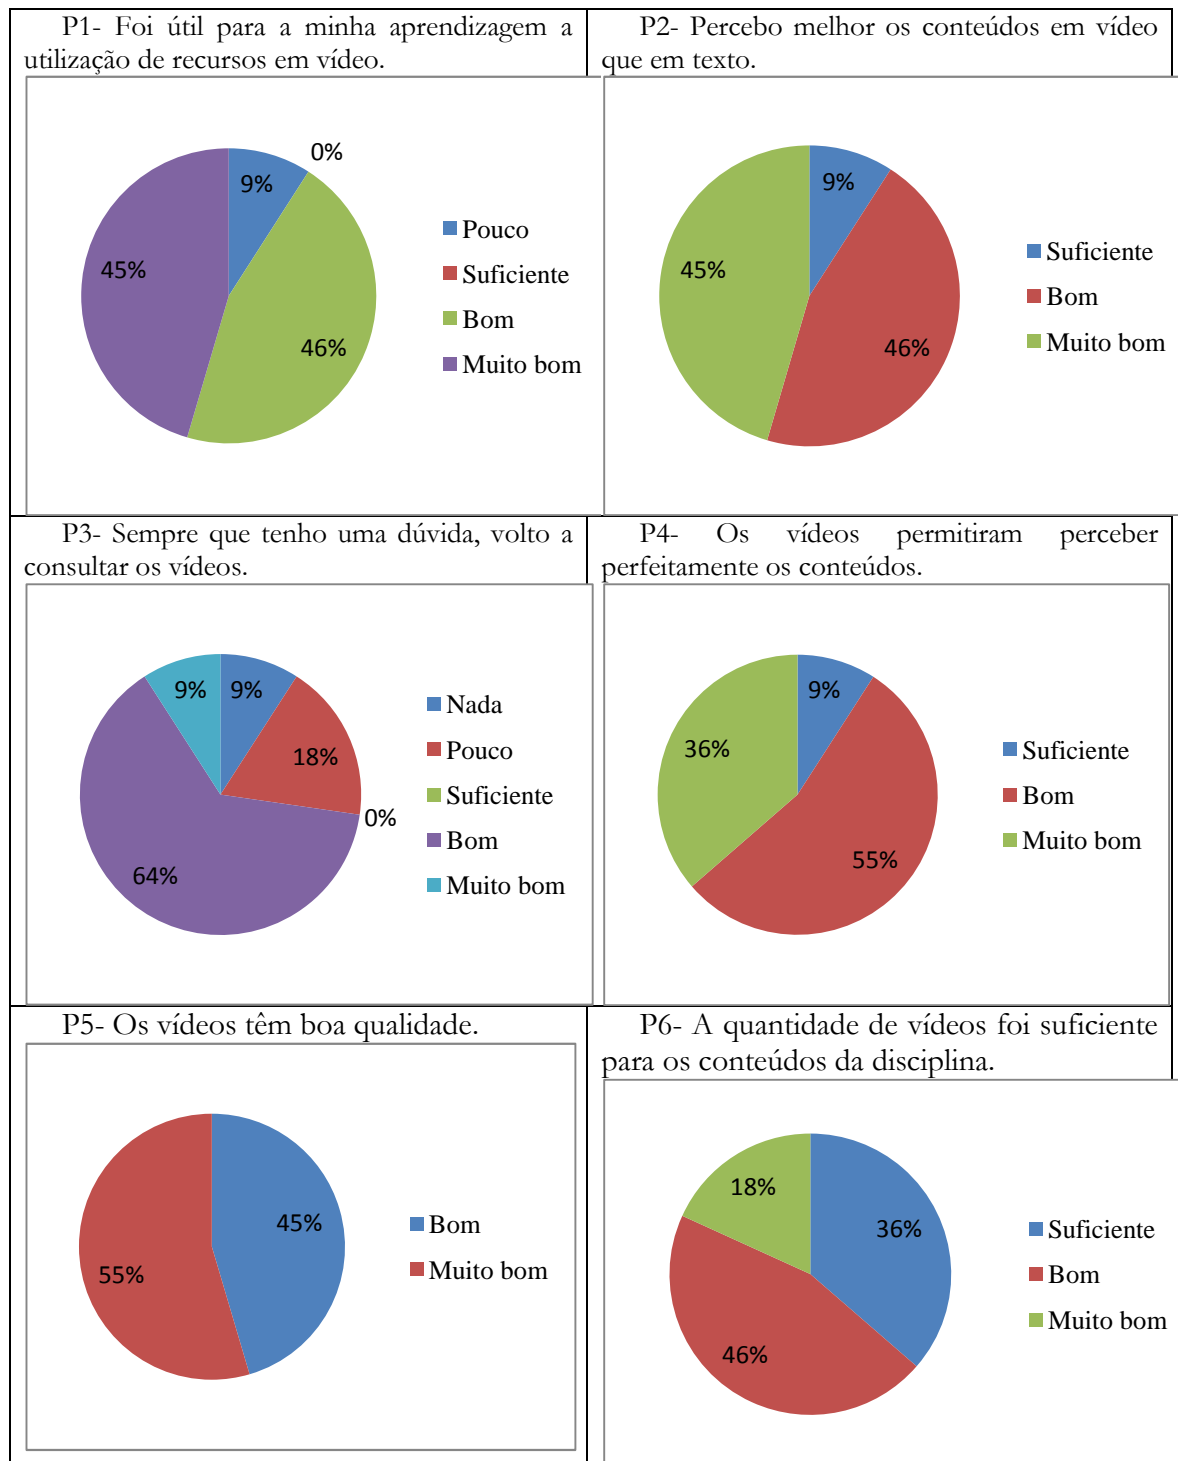 P1- Foi útil para a minha aprendizagem a
utilização de recursos em vídeo.
0%
9%
45%
46%
Pouco
Suficiente
Bom
Muito bom
P2- Percebo melhor os conteúdos em vídeo
que em texto.
9%
45%
46%
Suficiente
Bom
Muito bom
P3- Sempre que tenho uma dúvida, volto a
consultar os vídeos.
9%
9%
18%
0%
64%
Nada
Pouco
Suficiente
Bom
Muito bom
P4- Os vídeos permitiram perceber
perfeitamente os conteúdos.
9%
36%
55%
Suficiente
Bom
Muito bom
P5- Os vídeos têm boa qualidade.
45%
55%
Bom
Muito bom
P6- A quantidade de vídeos foi suficiente
para os conteúdos da disciplina.
18%
36%
46%
Suficiente
Bom
Muito bom